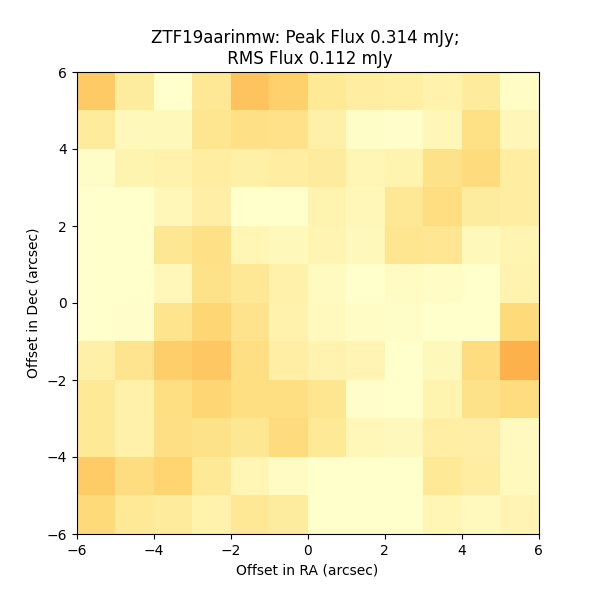 ZTF19aarinmw: Peak Flux 0.314 mJy;
RMS Flux 0.112 mJy
6
4
2
0
−2
−4
−6
Offset in Dec (arcsec)
−6 −4 −2 0 2 4 6
Offset in RA (arcsec)